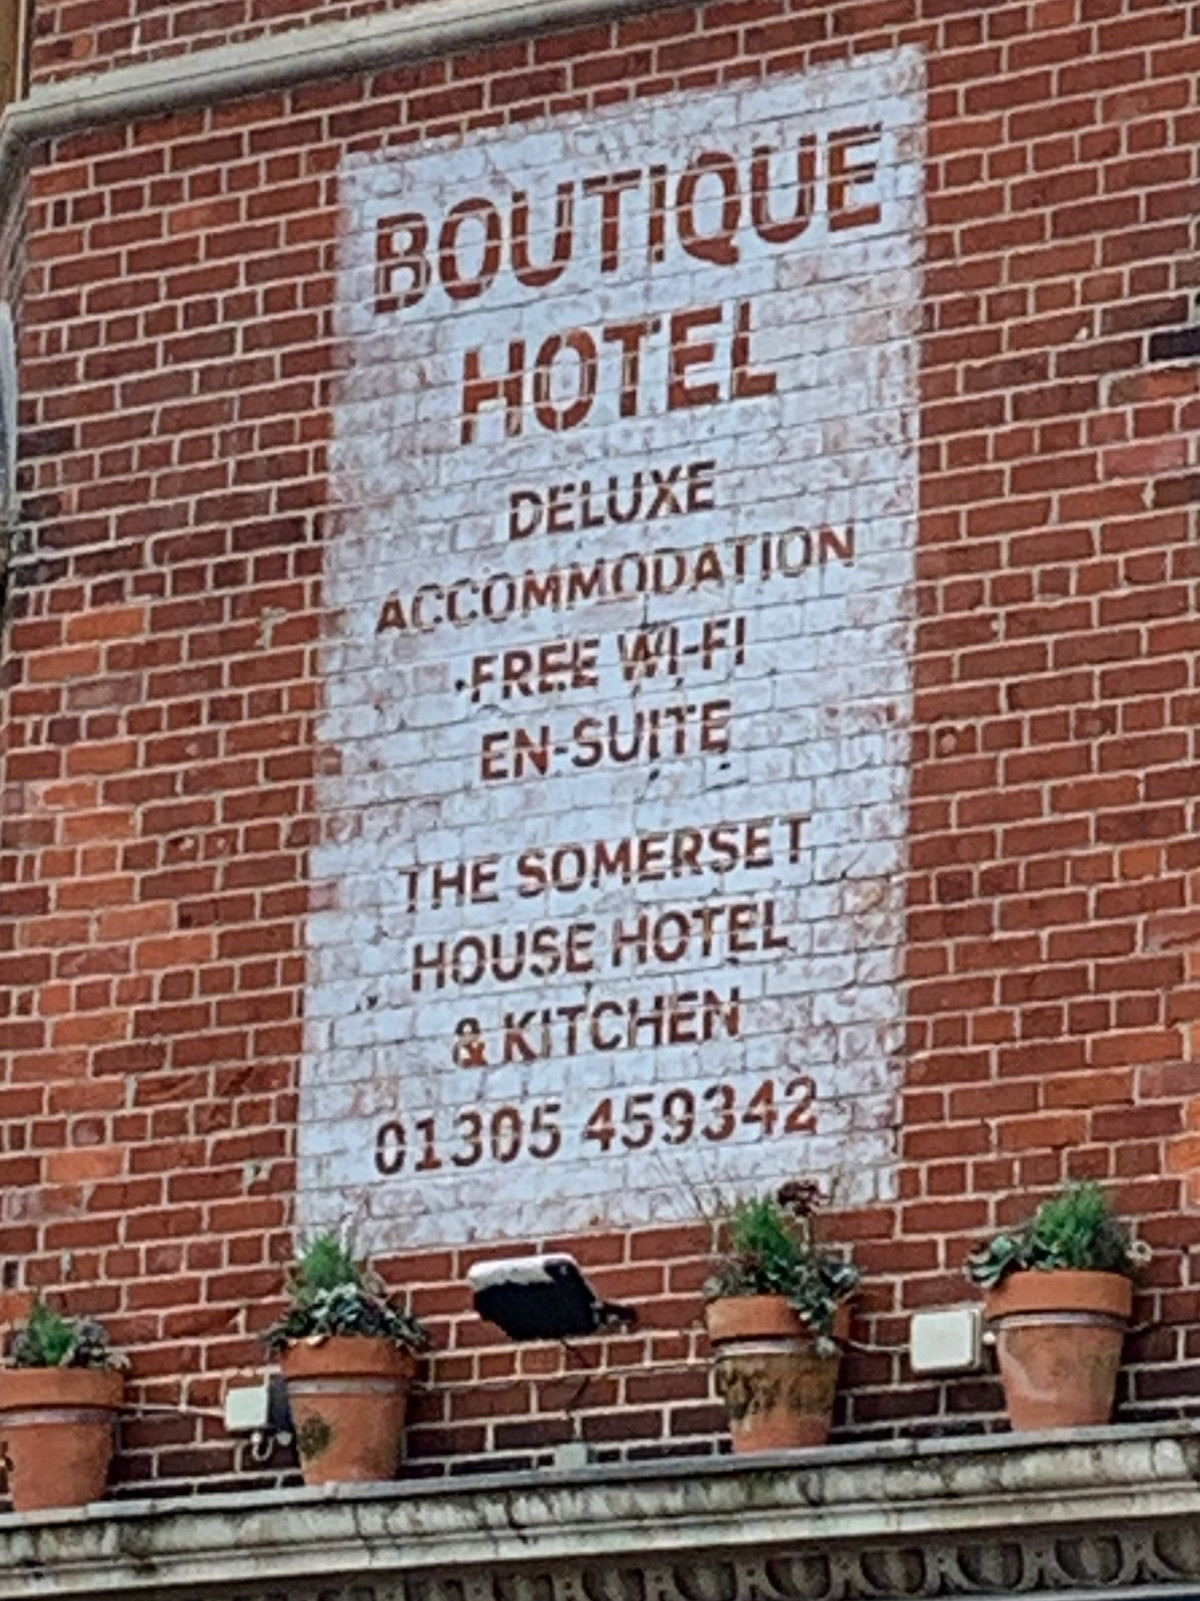 BOUTIQUE
HOTEL
DELUXE
ACCOMMODATION
FREE WI-FI
EN-SUITE
THE SOMERSET
HOUSE HOTEL
& KITCHEN
01305 459342